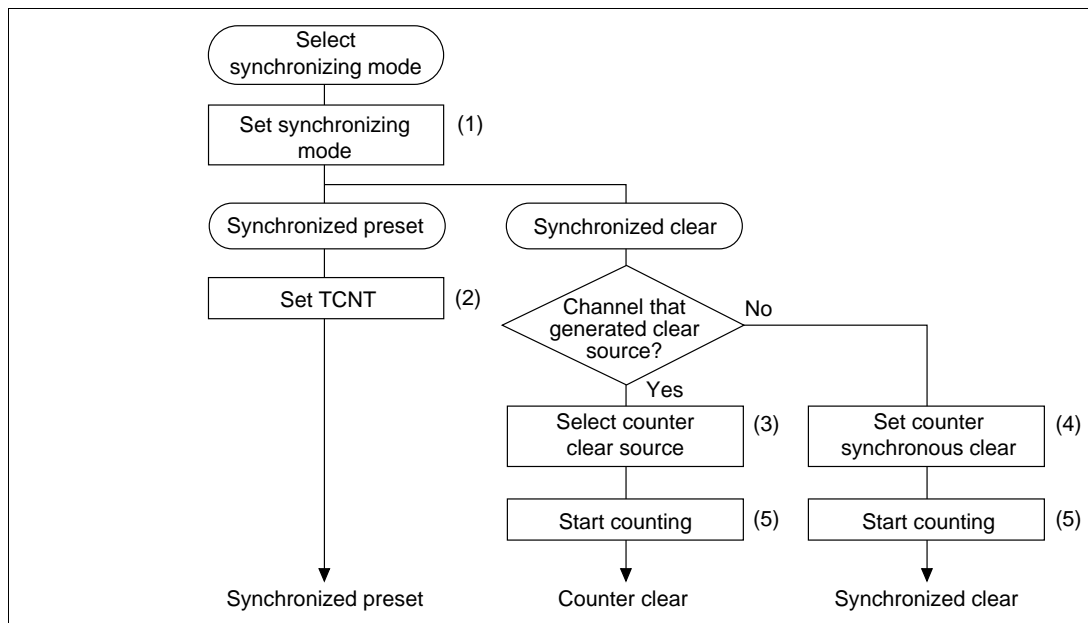 Select
synchronizing mode
Set synchronizing
mode
(1)
Synchronized preset
Synchronized clear
Set TCNT
(2)
Channel that
generated clear
source?
No
Yes
Select counter
clear source
(3)
Set counter
synchronous clear
(4)
Start counting
(5)
Start counting
(5)
Synchronized preset
Counter clear
Synchronized clear